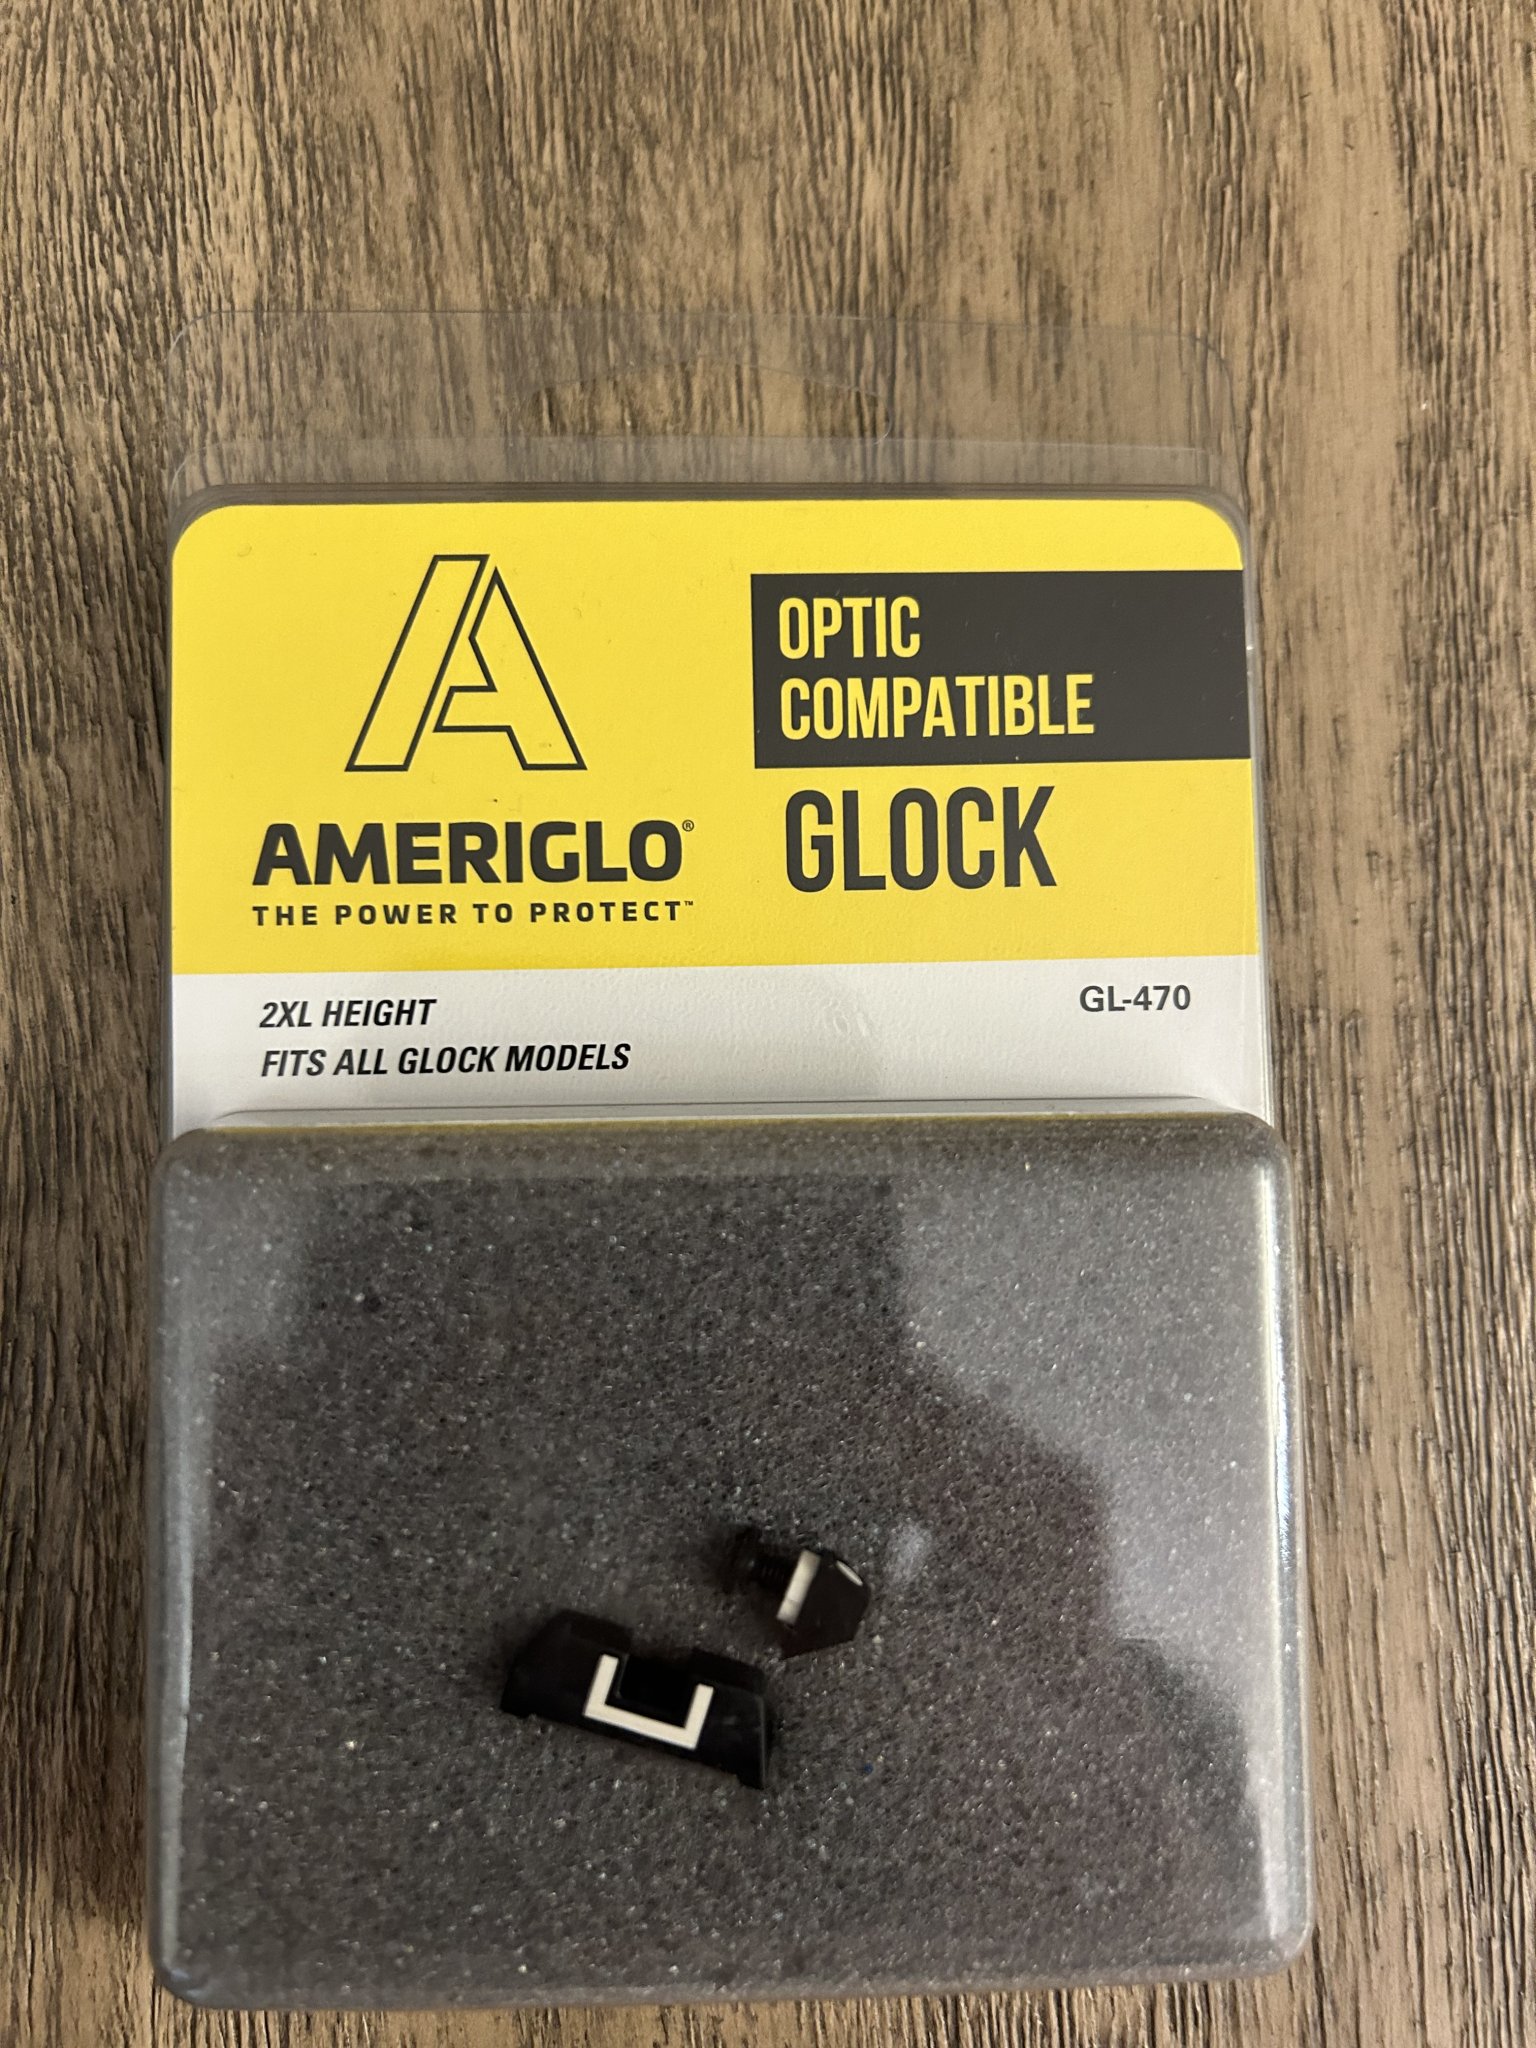 AMERIGLO®
THE POWER TO PROTECT™
OPTIC
COMPATIBLE
GLOCK
2XL HEIGHT
FITS ALL GLOCK MODELS
GL-470